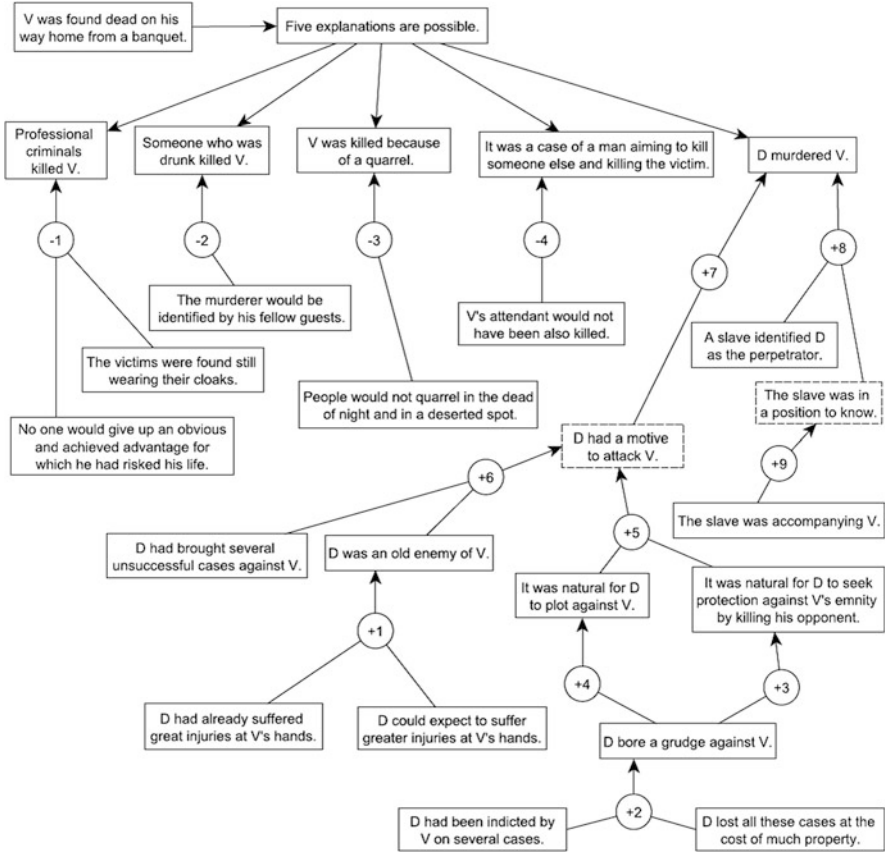 V was found dead on his
way home from a banquet.
Five explanations are possible.
Professional
criminals
killed V.
Someone who was
drunk killed V.
V was killed because
of a quarrel.
It was a case of a man aiming to kill
someone else and killing the victim.
D murdered V.
-1
-2
-3
-4
+7
+8
The murderer would be
identified by his fellow guests.
V's attendant would not
have been also killed.
A slave identified D
as the perpetrator.
The victims were found still
wearing their cloaks.
People would not quarrel in the dead
of night and in a deserted spot.
The slave was in
a position to know.
No one would give up an obvious
and achieved advantage for
which he had risked his life.
D had a motive
to attack V.
+6
+9
The slave was accompanying V.
D had brought several
unsuccessful cases against V.
D was an old enemy of V.
+5
It was natural for D
to plot against V.
It was natural for D to seek
protection against V's emnity
by killing his opponent.
+1
+4
+3
D had already suffered
great injuries at V's hands.
D could expect to suffer
greater injuries at V's hands.
D bore a grudge against V.
+2
D had been indicted by
V on several cases.
D lost all these cases at the
cost of much property.